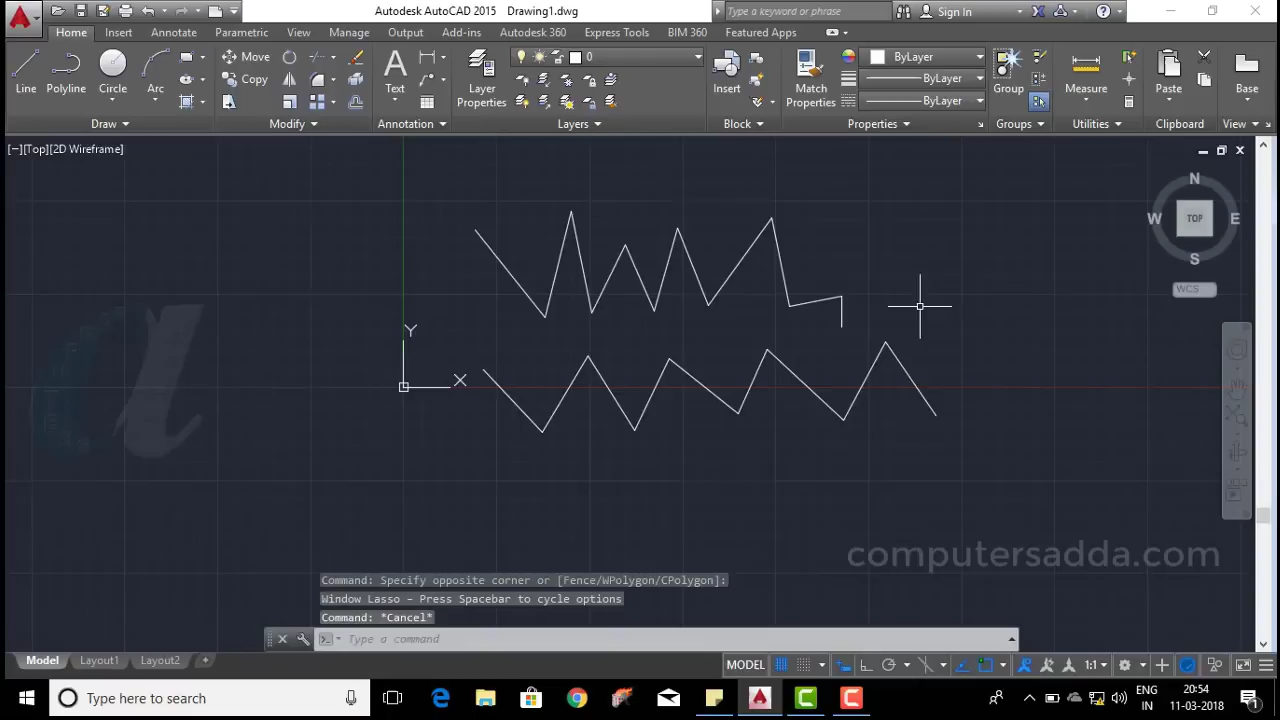 Autodesk AutoCAD 2015 Drawing1.dwg
Type a keyword or phrase
Sign In
Home Insert Annotate Parametric View Manage Output Add-ins Autodesk 360 Express Tools BIM 360 Featured Apps
Move
Copy
0
ByLayer
ByLayer
ByLayer
Line Polyline Circle Arc
Text
Layer
Properties
Insert
Match
Properties
Group
Measure
Paste
Base
Draw Modify Annotation Layers Block Properties Groups Utilities Clipboard View
[−][Top][2D Wireframe]
N
W TOP E
S
WCS
Y
X
computersadda.com
Command: Specify opposite corner or [Fence/WPolygon/CPolygon]:
Window Lasso - Press Spacebar to cycle options
Command: *Cancel*
Type a command
Model Layout1 Layout2 +
MODEL 1:1
Type here to search
ENG
IN
20:54
11-03-2018
1